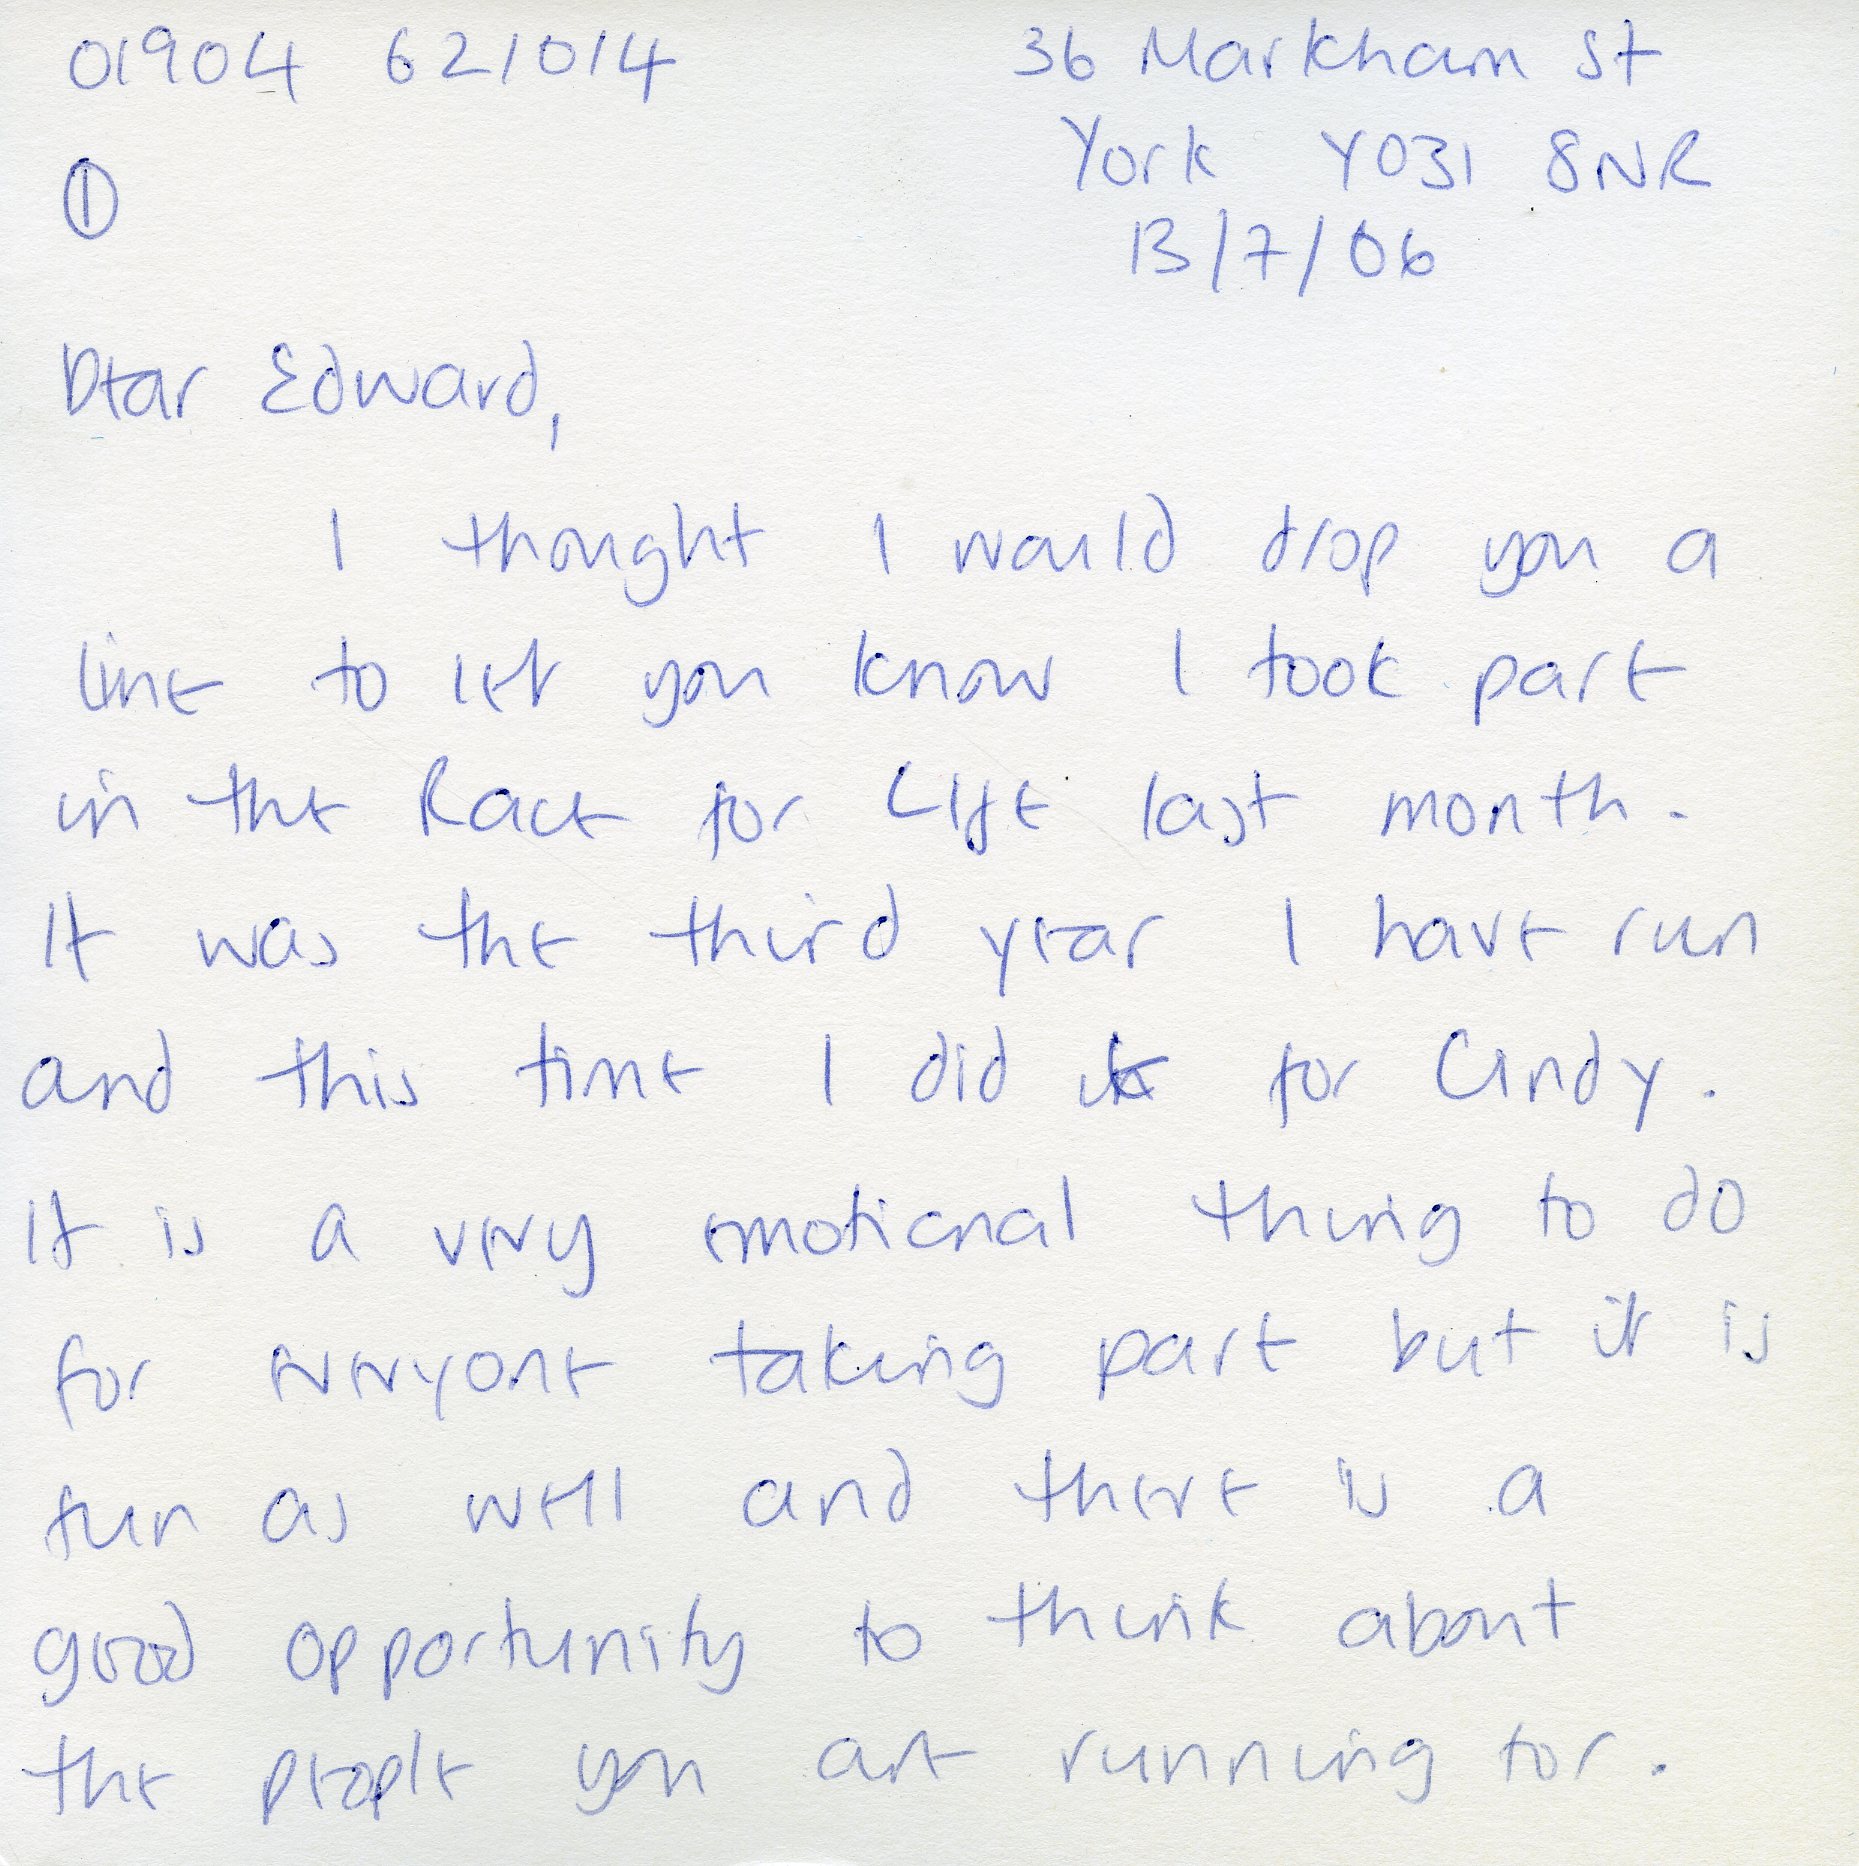 01904 621014
36 Markham St
York YO31 8NR
13/7/06
①
Dear Edward,
I thought I would drop you a
line to let you know I took part
in the Race for Life last month.
It was the third year I have run
and this time I did it for Cindy.
It is a very emotional thing to do
for everyone taking part but it is
fun as well and there is a
good opportunity to think about
the people you are running for.